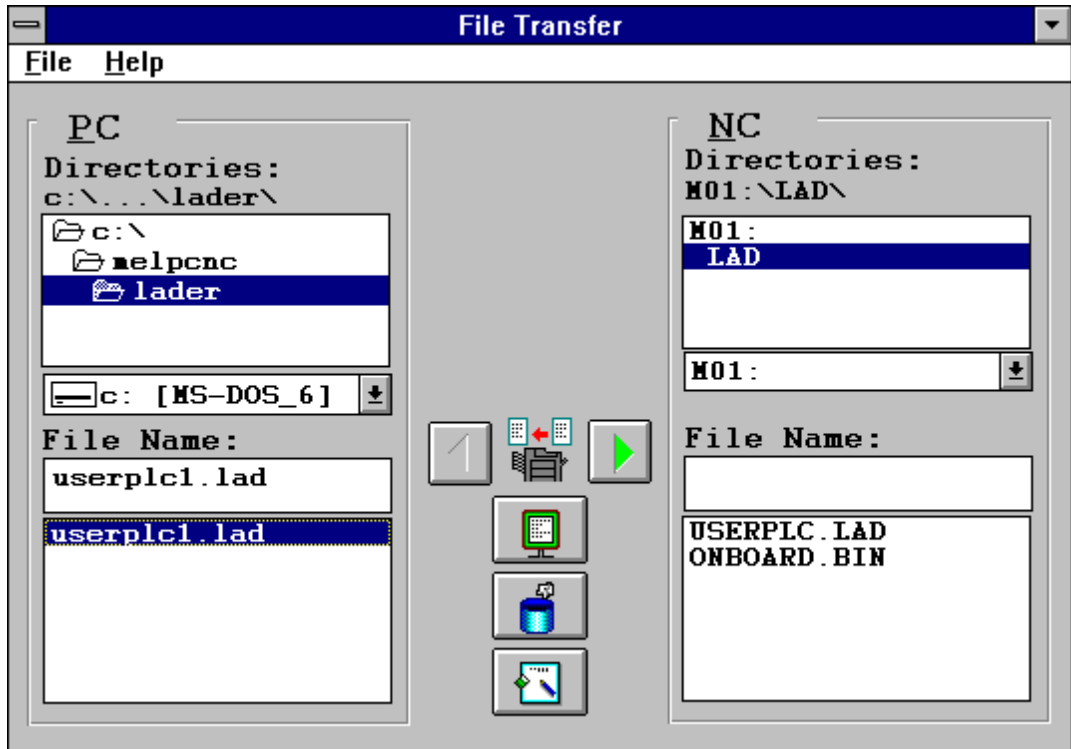 File Transfer
File Help
PC
Directories:
c:\...\lader\
c:\
melpcnc
lader
c: [MS-DOS_6]
File Name:
userplc1.lad
userplc1.lad
NC
Directories:
M01:\LAD\
M01:
LAD
M01:
File Name:
USERPLC.LAD
ONBOARD.BIN